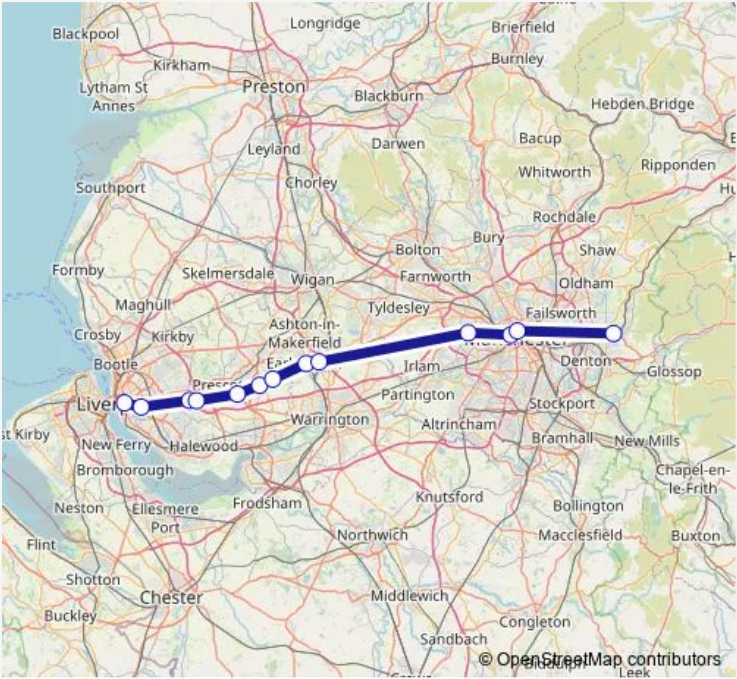 Longridge
Blackpool
Brierfield
Kirkham
Burnley
Preston
Lytham St
Annes
Blackburn
Hebden Bridge
Leyland
Darwen
Bacup
Whitworth
Ripponden
Chorley
Southport
Rochdale
Bury
Bolton
Shaw
Formby
Skelmersdale
Wigan
Farnworth
Oldham
Maghull
Tyldesley
Failsworth
Crosby
Kirkby
Ashton-in-
Makerfield
Bootle
Denton
Irlam
Glossop
Partington
Stockport
Warrington
Altrincham
st Kirby
New Ferry
Halewood
Bramhall
New Mills
Bromborough
Chapel-en-
le-Frith
Neston
Ellesmere
Port
Frodsham
Knutsford
Bollington
Flint
Northwich
Macclesfield
Buxton
Shotton
Chester
Middlewich
Buckley
Congleton
Sandbach
© OpenStreetMap contributors
Leek